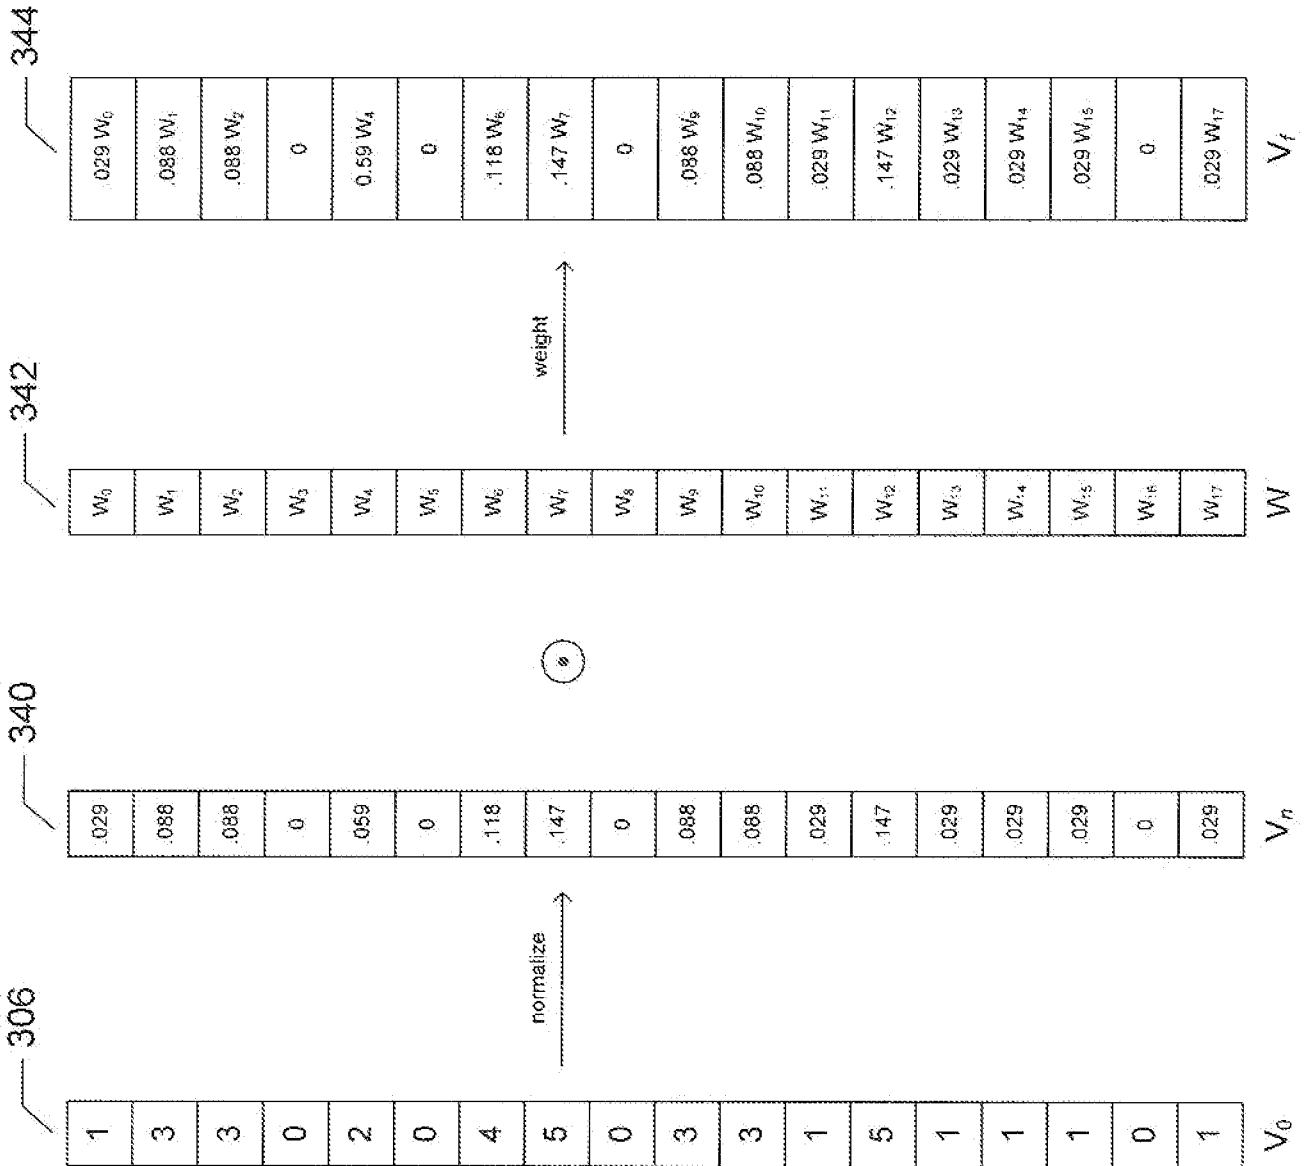 306 340 342 344
1 .029 W₀ .029 W₀
3 .088 W₁ .088 W₁
3 .088 W₂ .088 W₂
0 0 W₃ 0
2 .059 W₄ 0.59 W₄
0 0 W₅ 0
4 .118 W₆ .118 W₆
normalize weight
5 .147 W₇ .147 W₇
0 0 W₈ 0
3 .088 W₉ .088 W₉
3 .088 W₁₀ .088 W₁₀
1 .029 W₁₁ .029 W₁₁
5 .147 W₁₂ .147 W₁₂
1 .029 W₁₃ .029 W₁₃
1 .029 W₁₄ .029 W₁₄
1 .029 W₁₅ .029 W₁₅
0 0 W₁₆ 0
1 .029 W₁₇ .029 W₁₇
V₀ Vₙ W V_f